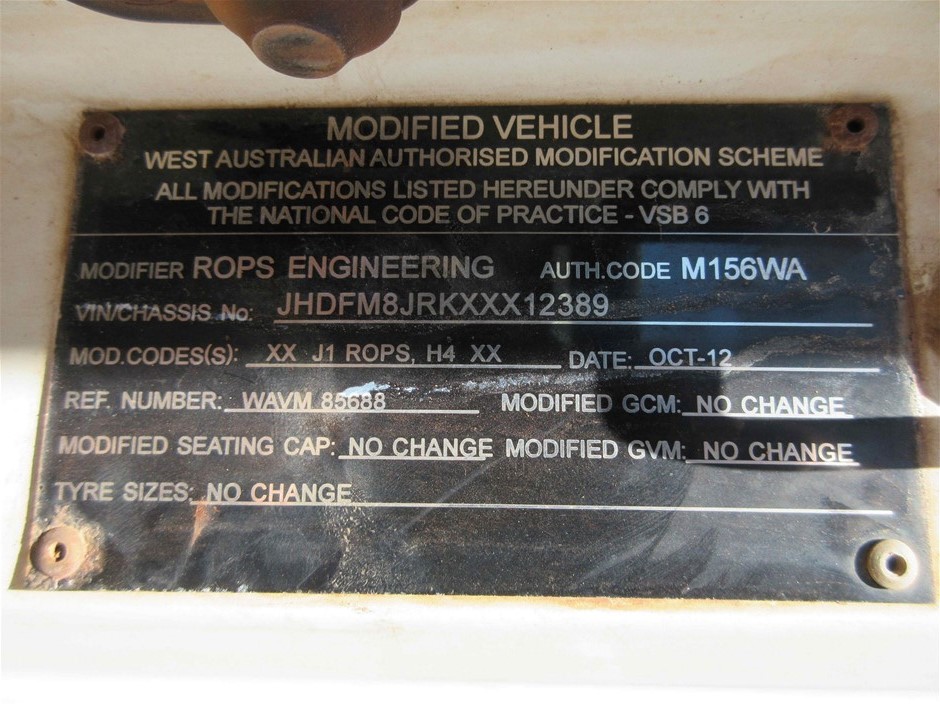 MODIFIED VEHICLE
WEST AUSTRALIAN AUTHORISED MODIFICATION SCHEME
ALL MODIFICATIONS LISTED HEREUNDER COMPLY WITH
THE NATIONAL CODE OF PRACTICE - VSB 6
MODIFIER ROPS ENGINEERING AUTH.CODE M156WA
VIN/CHASSIS No: JHDFM8JRKXXX12389
MOD.CODES(S): XX J1 ROPS, H4 XX DATE: OCT-12
REF NUMBER: WAVM 85688 MODIFIED GCM: NO CHANGE
MODIFIED SEATING CAP: NO CHANGE MODIFIED GVM: NO CHANGE
TYRE SIZES: NO CHANGE